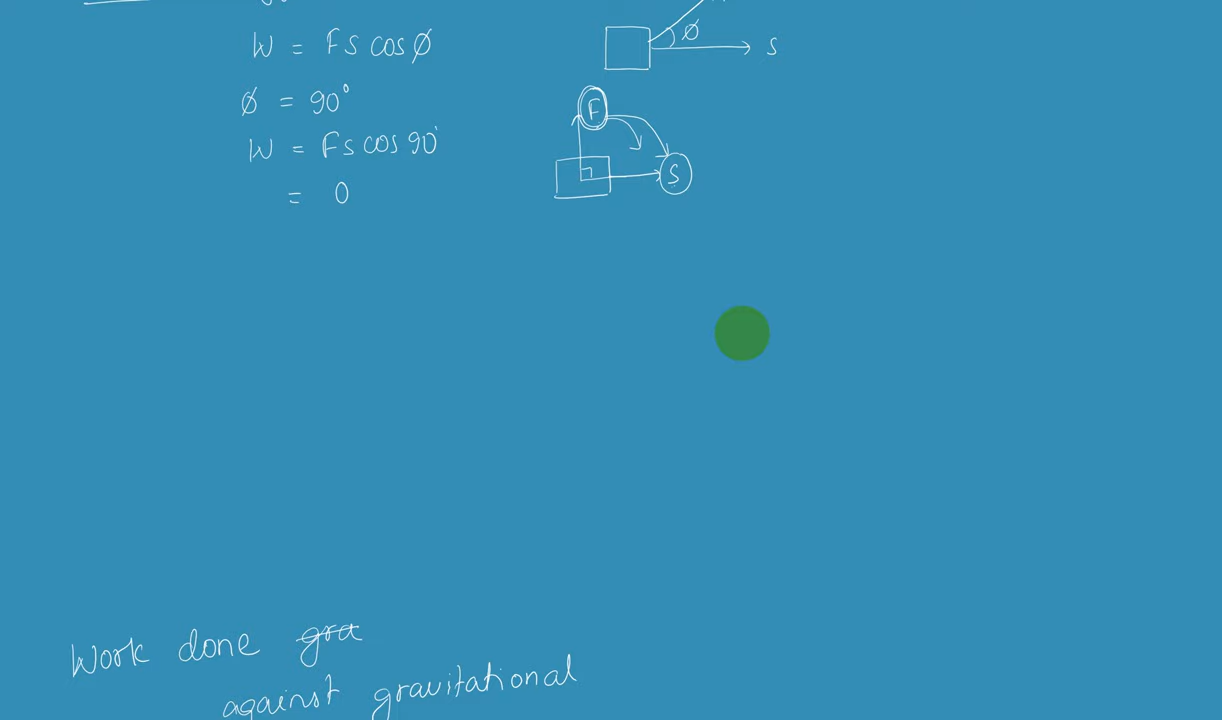 W = Fs cos ø
ø
s
ø = 90°
F
W = Fs cos 90°
S
= 0
Work done gra
against gravitational